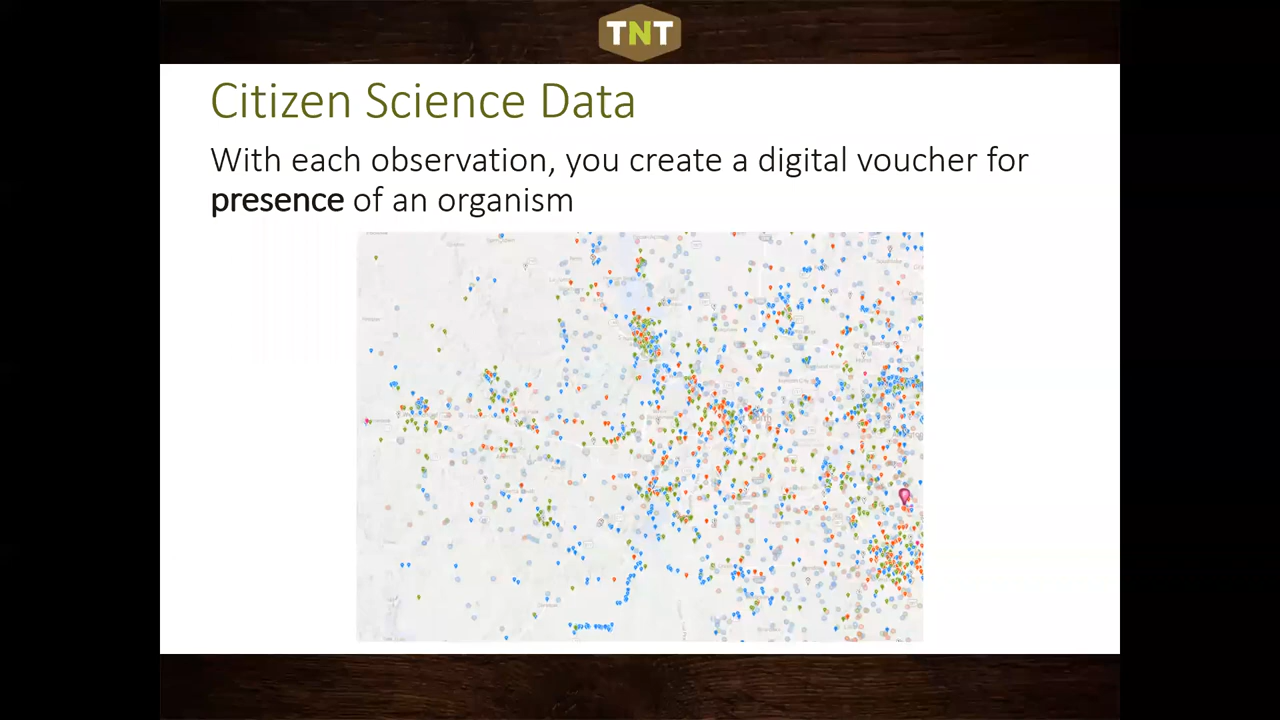 TNT
Citizen Science Data
With each observation, you create a digital voucher for
presence of an organism